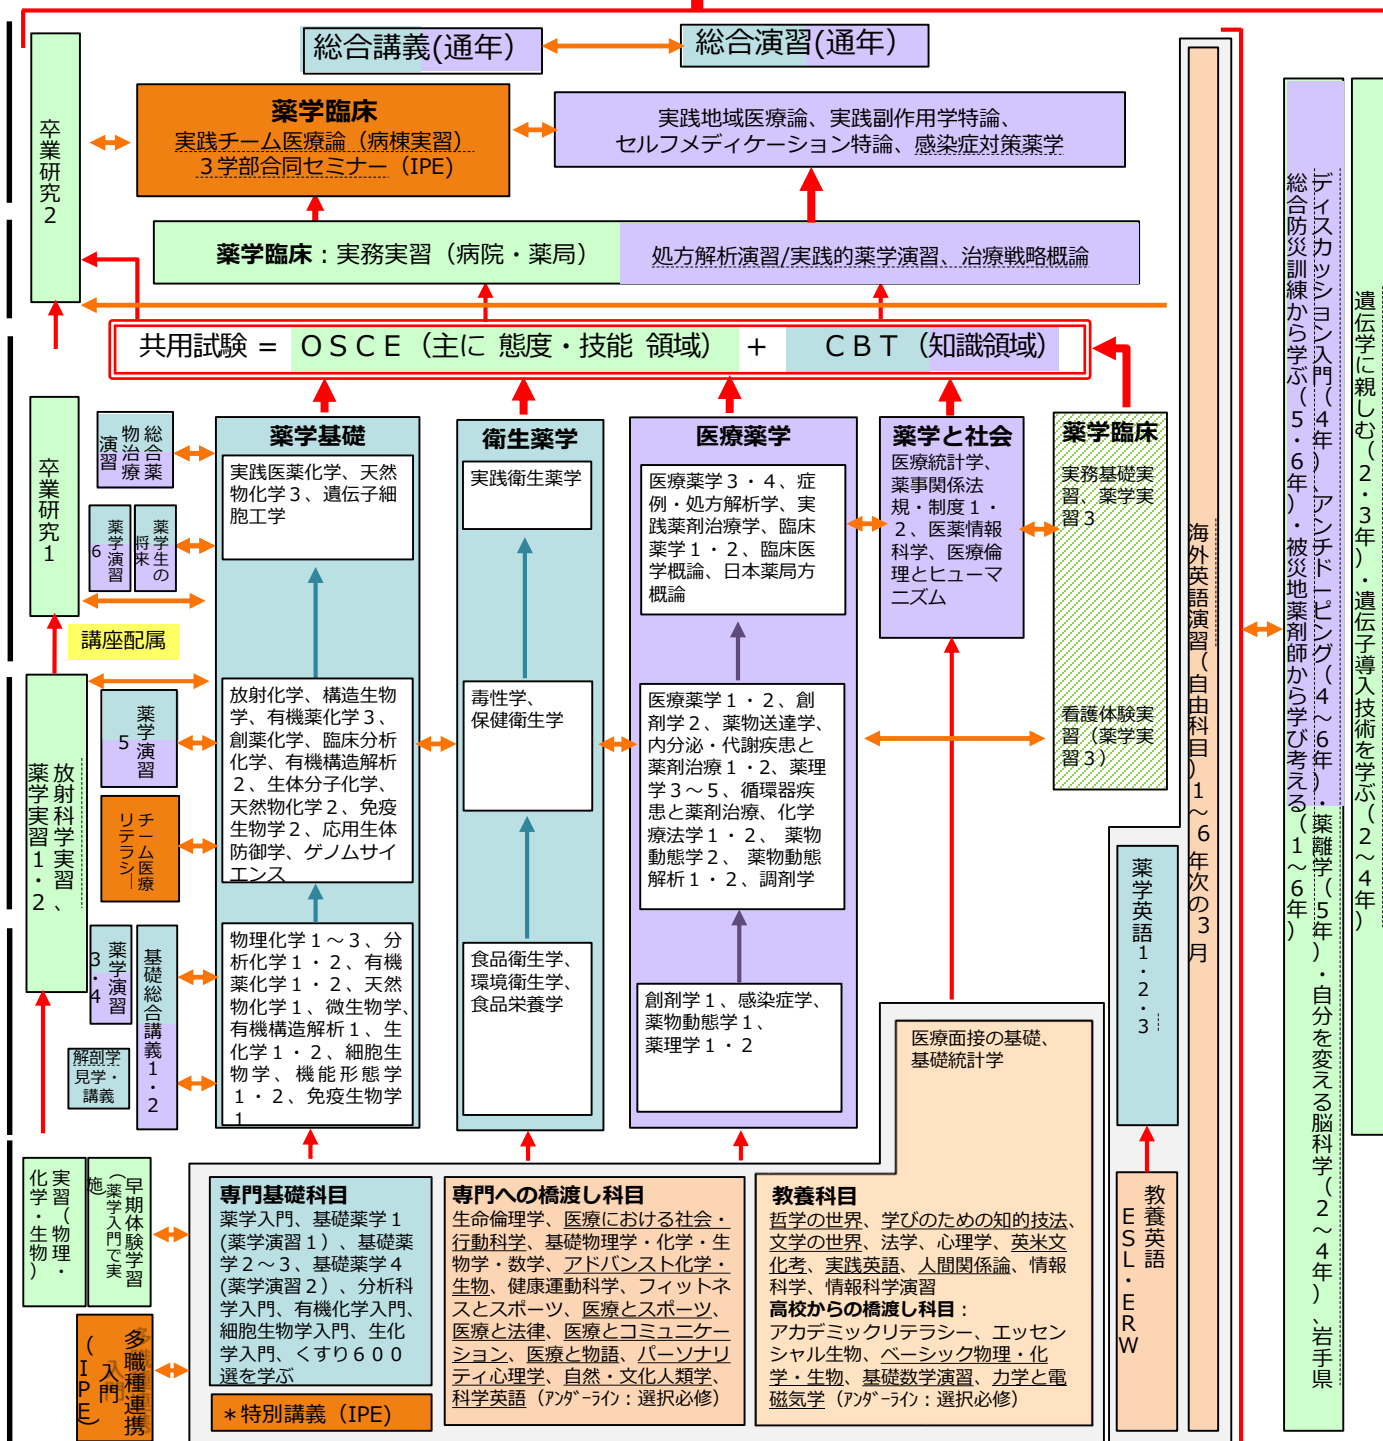 総合講義(通年）
総合演習(通年）
卒業研究２
薬学臨床
実践チーム医療論（病棟実習）
３学部合同セミナー（IPE)
実践地域医療論、実践副作用学特論、
セルフメディケーション特論、感染症対策薬学
薬学臨床：実務実習（病院・薬局）
処方解析演習/実践的薬学演習、治療戦略概論
共用試験 = ＯＳＣＥ（主に 態度・技能 領域） + ＣＢＴ（知識領域）
卒業研究１
総合薬
物治療
演習
薬学演習
６
薬学生の
将来
講座配属
薬学基礎
実践医薬化学、天然
物化学３、遺伝子細
胞工学
放射化学、構造生物
学、有機薬化学３、
創薬化学、臨床分析
化学、有機構造解析
２、生体分子化学、
天然物化学２、免疫
生物学２、応用生体
防御学、ゲノムサイ
エンス
物理化学１～３、分
析化学１・２、有機
薬化学１・２、天然
物化学１、微生物学、
有機構造解析１、生
化学１・２、細胞生
物学、機能形態学
１・２、免疫生物学
１
衛生薬学
実践衛生薬学
毒性学、
保健衛生学
食品衛生学、
環境衛生学、
食品栄養学
医療薬学
医療薬学３・４、症
例・処方解析学、実
践薬剤治療学、臨床
薬学１・２、臨床医
学概論、日本薬局方
概論
医療薬学１・２、創
剤学２、薬物送達学、
内分泌・代謝疾患と
薬剤治療１・２、薬理
学３～５、循環器疾
患と薬剤治療、化学
療法学１・２、 薬物
動態学２、 薬物動態
解析１・２、調剤学
創剤学１、感染症学、
薬物動態学１、
薬理学１・２
薬学と社会
医療統計学、
薬事関係法
規・制度１・
２、医薬情報
科学、医療倫
理とヒューマ
ニズム
薬学臨床
実務基礎実
習、薬学実
習３
看護体験実
習（薬学実
習３）
放射科学実習、
薬学実習１・２
薬学演習
５
チーム医療
リテラシー
薬学演習
３・４
基礎総合講義１・２
解剖学
見学・
講義
実習（物理・
化学・生物）
早期体験学習
（薬学入門で実
施）
多職種連携
入門
（ＩＰＥ）
専門基礎科目
薬学入門、基礎薬学１
(薬学演習１）、基礎薬
学２～３、基礎薬学４
(薬学演習２）、分析科
学入門、有機化学入門、
細胞生物学入門、生化
学入門、くすり６００
選を学ぶ
＊特別講義（IPE)
専門への橋渡し科目
生命倫理学、医療における社会・
行動科学、基礎物理学・化学・生
物学・数学、アドバンスト化学・
生物、健康運動科学、フィットネ
スとスポーツ、医療とスポーツ、
医療と法律、医療とコミュニケー
ション、医療と物語、パーソナリ
ティ心理学、自然・文化人類学、
科学英語（ｱﾝﾀﾞｰﾗｲﾝ：選択必修）
医療面接の基礎、
基礎統計学
教養科目
哲学の世界、学びのための知的技法、
文学の世界、法学、心理学、英米文
化考、実践英語、人間関係論、情報
科学、情報科学演習
高校からの橋渡し科目：
アカデミックリテラシー、エッセン
シャル生物、ベーシック物理・化
学・生物、基礎数学演習、力学と電
磁気学（ｱﾝﾀﾞｰﾗｲﾝ：選択必修）
薬学英語１・２・３
教養英語
ＥＳＬ・ＥＲＷ
海外英語演習（自由科目）１～６年次の３月
ディスカッション入門（４年）、アンチドーピング（４～６年）・薬離学（５年）・自分を変える脳科学（２～４年）、岩手県
総合防災訓練から学ぶ（５・６年）・被災地薬剤師から学び考える（１～６年）
遺伝学に親しむ（２・３年）・遺伝子導入技術を学ぶ（２～４年）